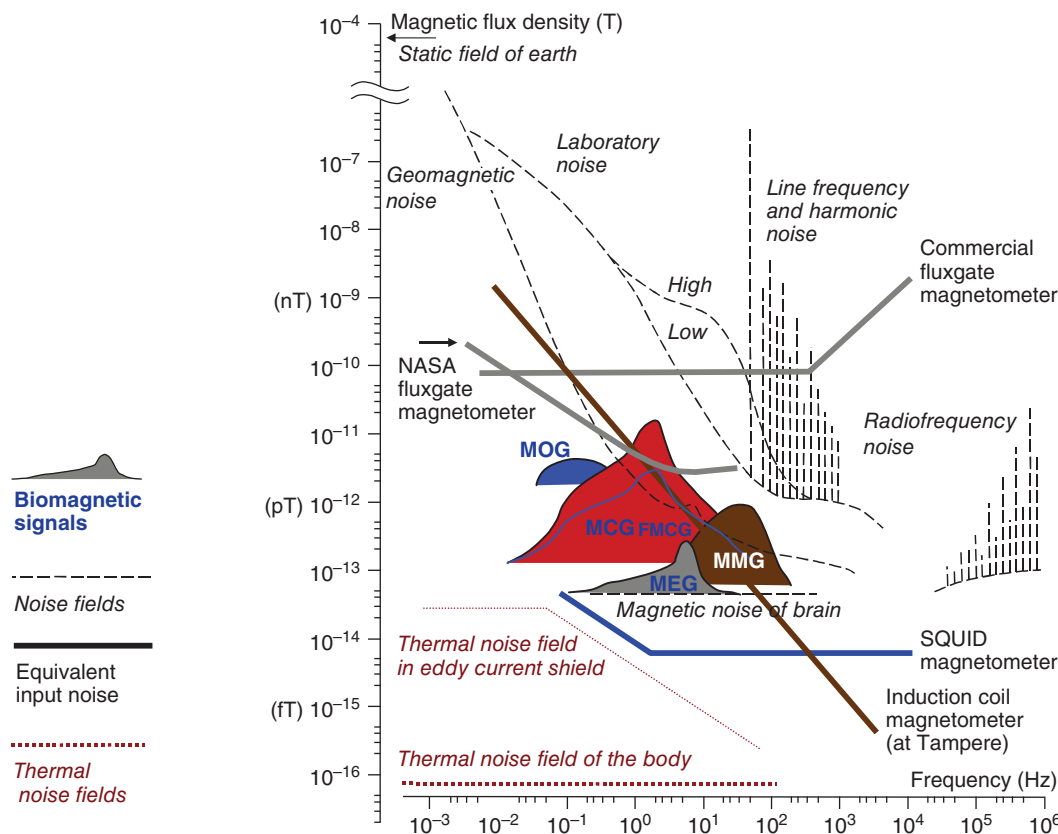 Magnetic flux density (T)
10⁻⁴
Static field of earth
10⁻⁷
Laboratory
noise
Geomagnetic
noise
Line frequency
and harmonic
noise
10⁻⁸
Commercial
fluxgate
magnetometer
High
(nT) 10⁻⁹
Low
10⁻¹⁰
NASA
fluxgate
magnetometer
10⁻¹¹
Radiofrequency
noise
MOG
Biomagnetic
signals
(pT) 10⁻¹²
MCG FMCG
MMG
10⁻¹³
MEG
Magnetic noise of brain
Noise fields
10⁻¹⁴
Thermal noise field
in eddy current shield
SQUID
magnetometer
Equivalent
input noise
(fT) 10⁻¹⁵
Induction coil
magnetometer
(at Tampere)
Thermal
noise fields
Thermal noise field of the body
10⁻¹⁶
Frequency (Hz)
10⁻³ 10⁻² 10⁻¹ 10⁰ 10¹ 10² 10³ 10⁴ 10⁵ 10⁶